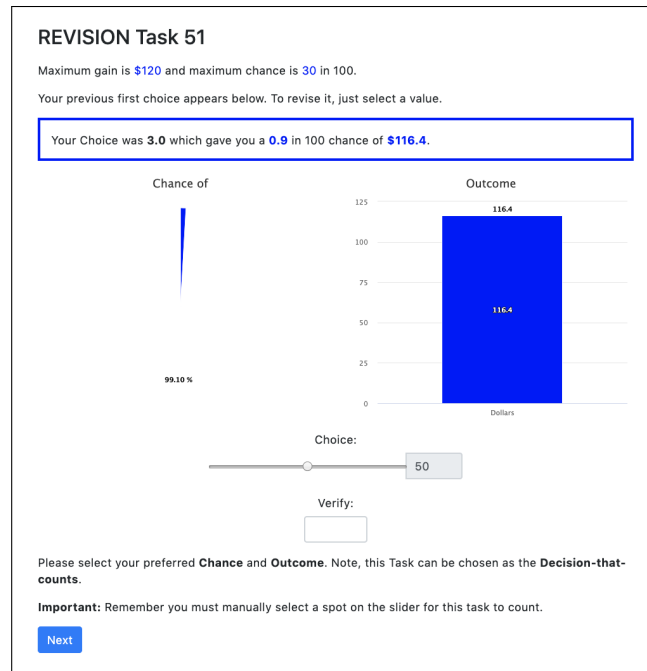 REVISION Task 51
Maximum gain is $120 and maximum chance is 30 in 100.
Your previous first choice appears below. To revise it, just select a value.
Your Choice was 3.0 which gave you a 0.9 in 100 chance of $116.4.
Chance of
99.10 %
Outcome
125
100
75
50
25
0
116.4
116.4
Dollars
Choice:
50
Verify:
Please select your preferred Chance and Outcome. Note, this Task can be chosen as the Decision-that-
counts.
Important: Remember you must manually select a spot on the slider for this task to count.
Next